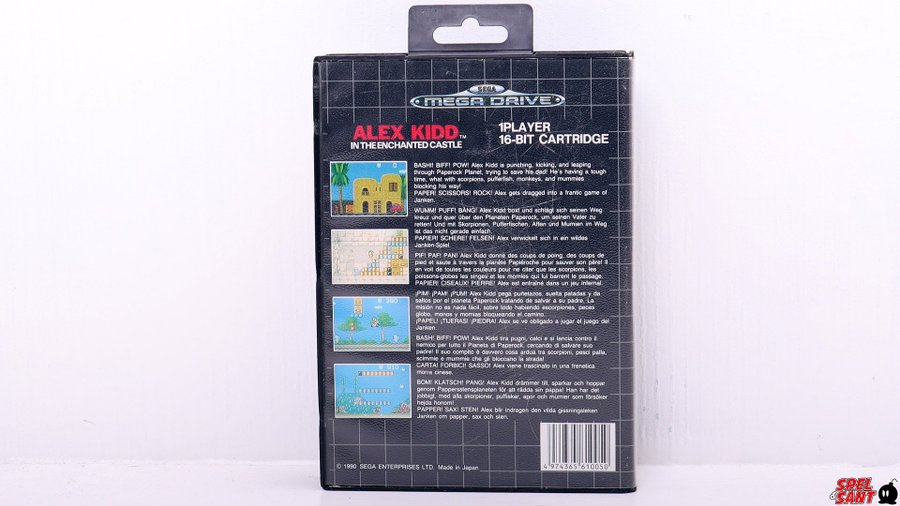 SEGA
MEGA DRIVE
ALEX KIDD™
IN THE ENCHANTED CASTLE
1PLAYER
16-BIT CARTRIDGE
BASH! BIFF! POW! Alex Kidd is punching, kicking, and leaping
through Paperock Planet, trying to save his dad! He's having a tough
time, what with scorpions, pufferfish, monkeys, and mummies
blocking his way!
PAPER! SCISSORS! ROCK! Alex gets dragged into a frantic game of
Janken.
WUMM! PUFF! BÄNG! Alex Kidd boxt und schlägt sich seinen Weg
kreuz und quer über den Planeten Paperock, um seinen Vater zu
retten! Und mit Skorpionen, Pufferfischen, Affen und Mumien im Weg
ist das nicht gerade einfach.
PAPIER! SCHERE! FELSEN! Alex verwickelt sich in ein wildes
Janken-Spiel.
PIF! PAF! PAN! Alex Kidd donne des coups de poing, des coups de
pied et saute à travers la planète Papiéroche pour sauver son père! Il
en voit de toutes les couleurs pour ne citer que les scorpions, les
poissons-globes les singes et les momies qui lui barrent le passage.
PAPIER! CISEAUX! PIERRE! Alex est entraîné dans un jeu infernal.
¡PIM! ¡PAM! ¡PUM! Alex Kidd pega puñetazos, suelta patadas y da
saltos por el planeta Paperock tratando de salvar a su padre. La
misión no es nada fácil, sobre todo habiendo escorpiones, peces
globo, monos y momias bloqueando el camino.
¡PAPEL! ¡TIJERAS! ¡PIEDRA! Alex se ve obligado a jugar el juego del
Janken.
BASH! BIFF! POW! Alex Kidd tira pugni, calci e si lancia contro il
nemico per tutto il Pianeta di Paperock, cercando di salvare suo
padre! Il suo compito è davvero cosa ardua tra scorpioni, pesci palla,
scimmie e mummie che gli bloccano la strada!
CARTA! FORBICI! SASSO! Alex viene trascinato in una frenetica
morra cinese.
BOM! KLATSCH! PANG! Alex Kidd drämmer till, sparkar och hoppar
genom Pappersstensplaneten för att rädda sin pappa! Han har det
jobbigt, med alla skorpioner, puffiskar, apor och mumier som försöker
hejda honom!
PAPPER! SAX! STEN! Alex blir indragen den vilda gissningsleken
Janken om papper, sax och sten.
© 1990 SEGA ENTERPRISES LTD. Made in Japan
4 974365 610050
SPEL
SANT